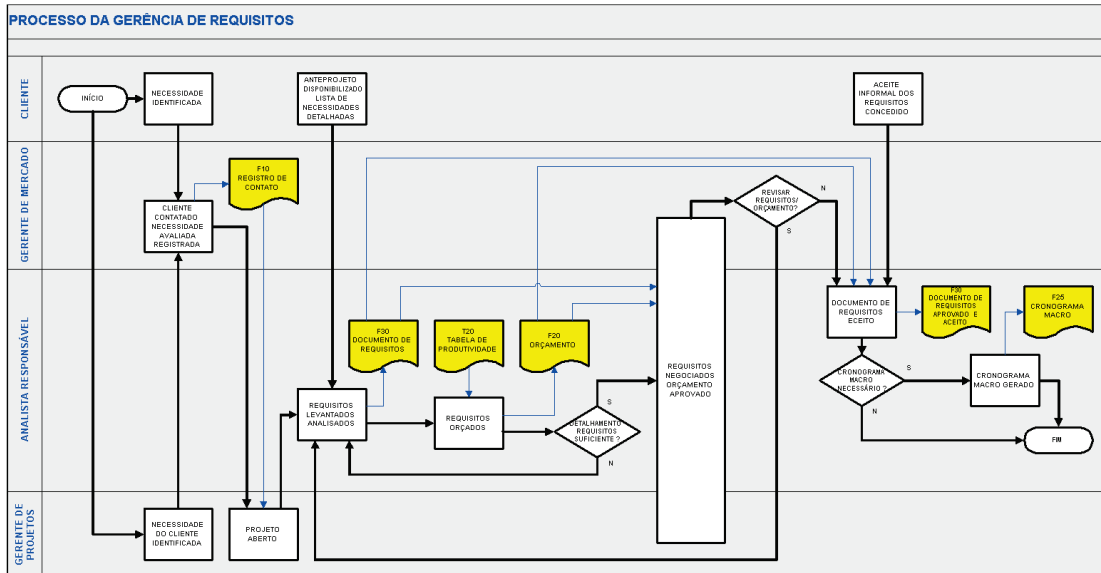 PROCESSO DA GERÊNCIA DE REQUISITOS
CLIENTE
INÍCIO
NECESSIDADE
IDENTIFICADA
ANTEPROJETO
DISPONIBILIZADO
LISTA DE
NECESSIDADES
DETALHADAS
ACEITE
INFORMAL DOS
REQUISITOS
CONCEDIDO
GERENTE DE MERCADO
F10
REGISTRO DE
CONTATO
CLIENTE
CONTATADO
NECESSIDADE
AVALIADA
REGISTRADA
REVISAR
REQUISITOS/
ORÇAMENTO?
N
S
ANALISTA RESPONSÁVEL
F30
DOCUMENTO DE
REQUISITOS
T20
TABELA DE
PRODUTIVIDADE
F20
ORÇAMENTO
REQUISITOS
LEVANTADOS
ANALISADOS
REQUISITOS
ORÇADOS
DETALHAMENTO
REQUISITOS
SUFICIENTE ?
S
N
REQUISITOS
NEGOCIADOS
ORÇAMENTO
APROVADO
DOCUMENTO DE
REQUISITOS
ECEITO
F30
DOCUMENTO DE
REQUISITOS
APROVADO E
ACEITO
F25
CRONOGRAMA
MACRO
CRONOGRAMA
MACRO
NECESSÁRIO ?
S
N
CRONOGRAMA
MACRO GERADO
FIM
GERENTE DE
PROJETOS
NECESSIDADE
DO CLIENTE
IDENTIFICADA
PROJETO
ABERTO